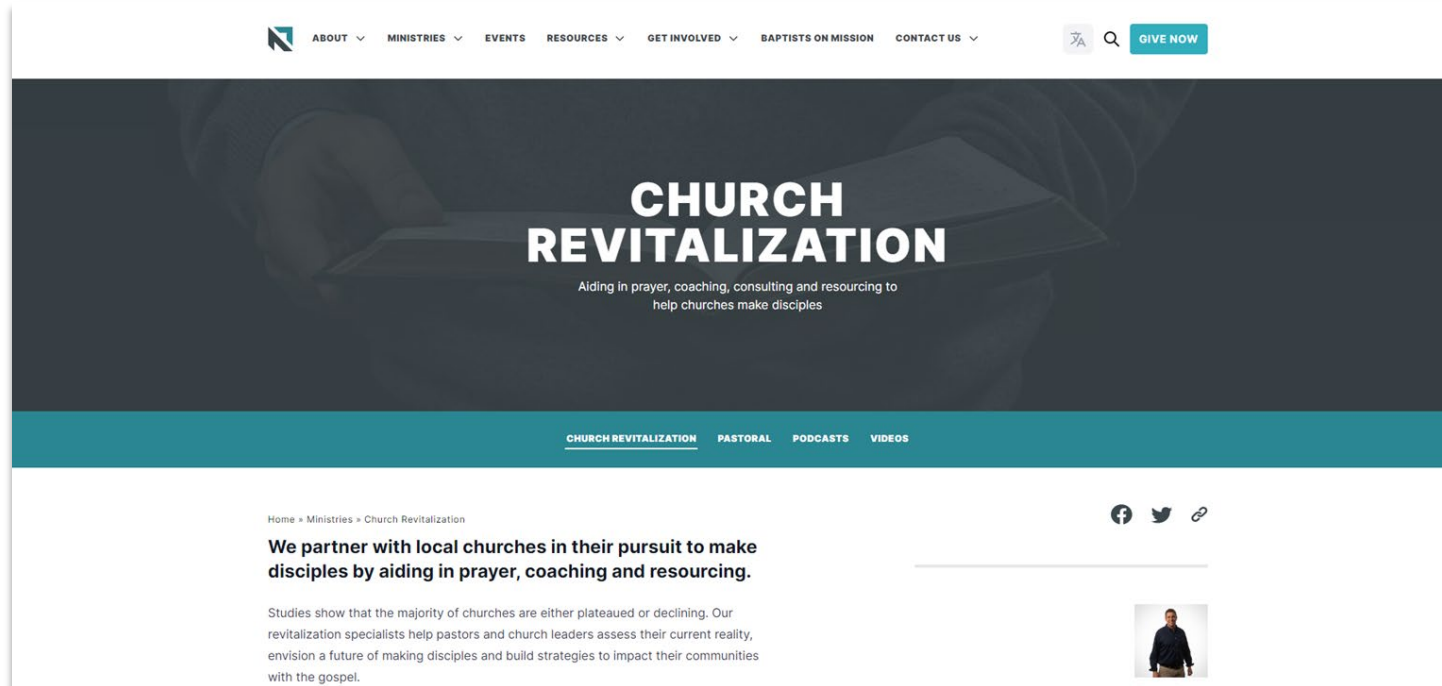 ABOUT MINISTRIES EVENTS RESOURCES GET INVOLVED BAPTISTS ON MISSION CONTACT US GIVE NOW
CHURCH
REVITALIZATION
Aiding in prayer, coaching, consulting and resourcing to
help churches make disciples
CHURCH REVITALIZATION PASTORAL PODCASTS VIDEOS
Home » Ministries » Church Revitalization
We partner with local churches in their pursuit to make
disciples by aiding in prayer, coaching and resourcing.
Studies show that the majority of churches are either plateaued or declining. Our
revitalization specialists help pastors and church leaders assess their current reality,
envision a future of making disciples and build strategies to impact their communities
with the gospel.